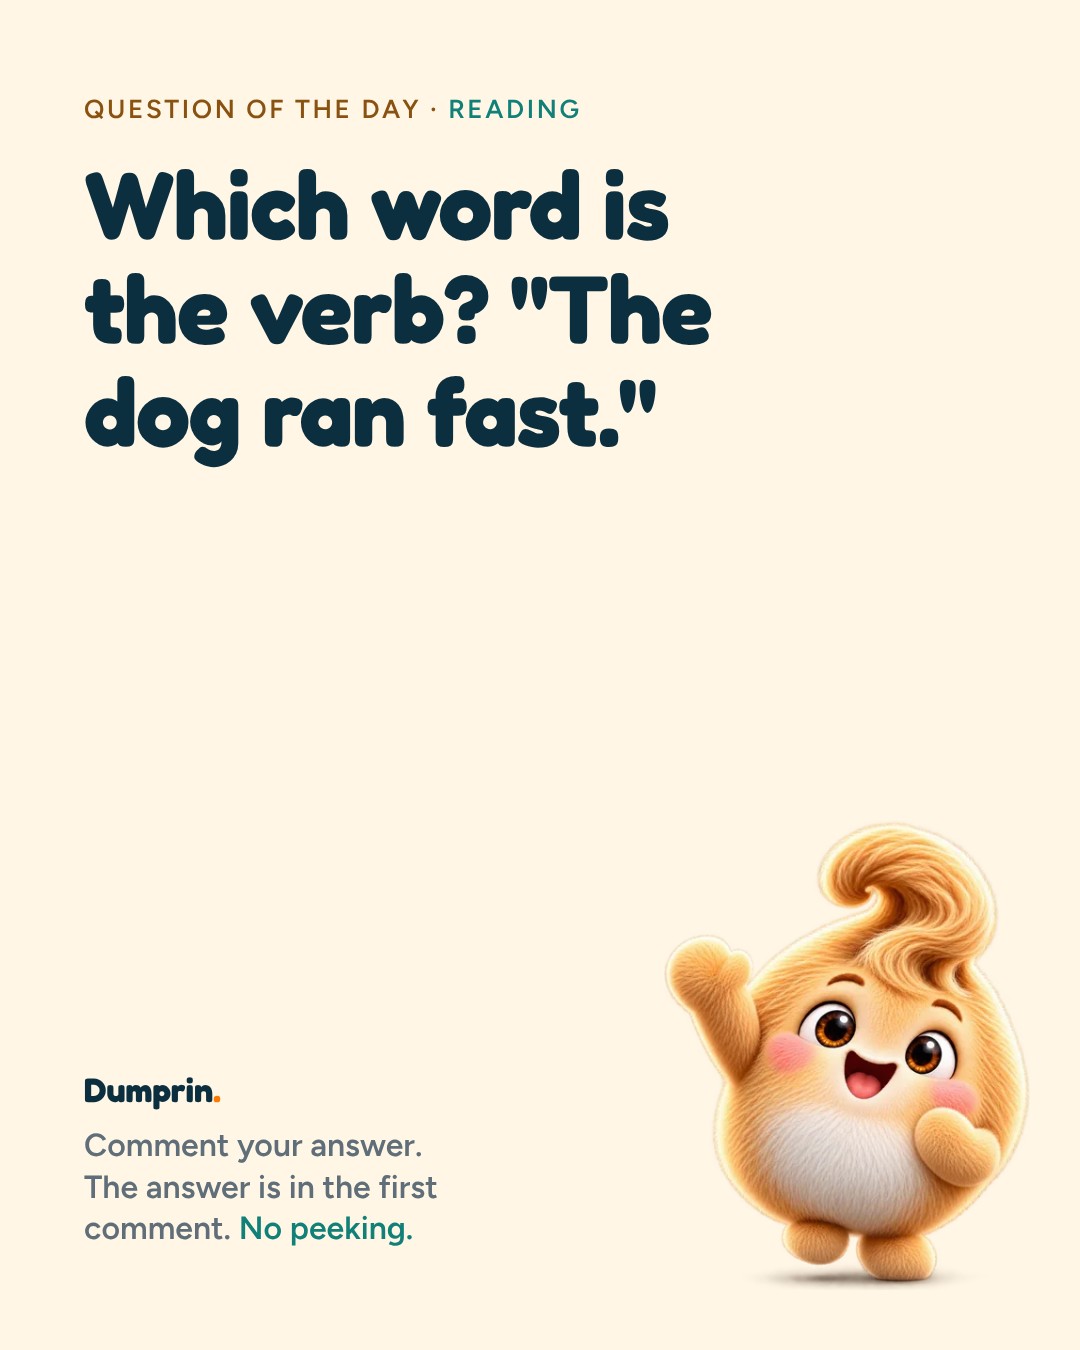 QUESTION OF THE DAY · READING
Which word is
the verb? "The
dog ran fast."
Dumprin.
Comment your answer.
The answer is in the first
comment. No peeking.